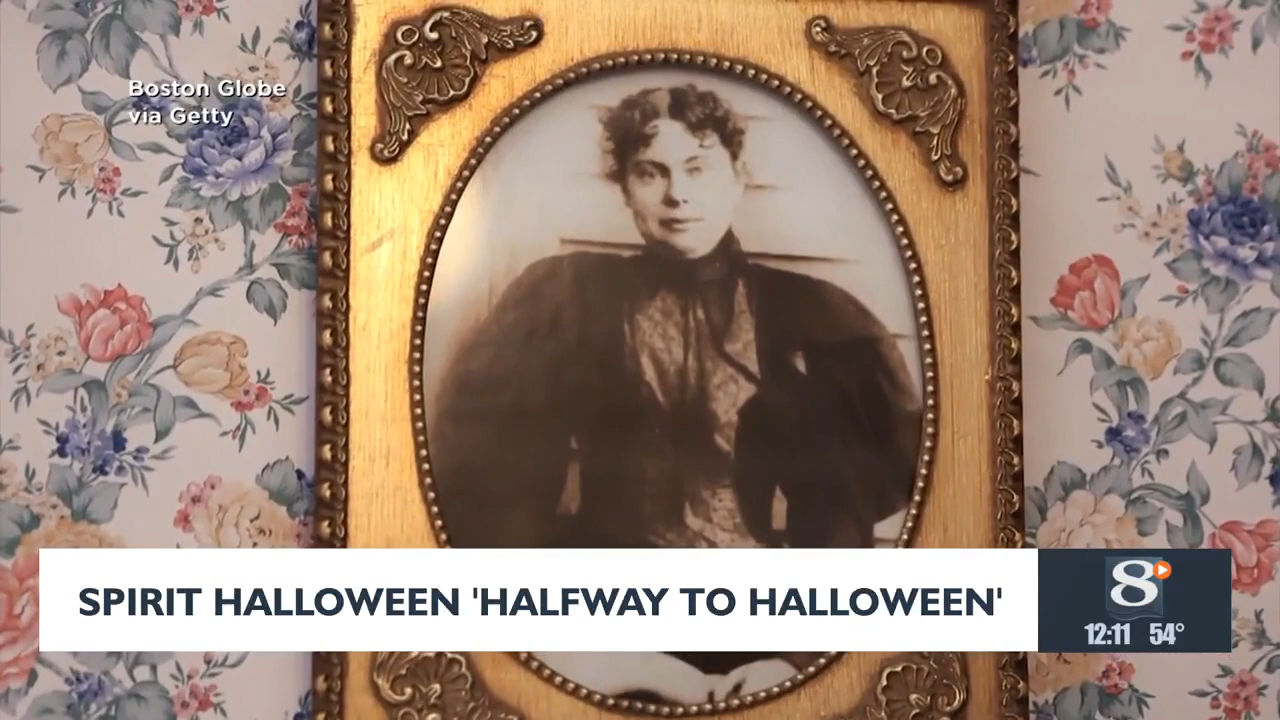 Boston Globe
via Getty
SPIRIT HALLOWEEN 'HALFWAY TO HALLOWEEN'
8
12:11 54°